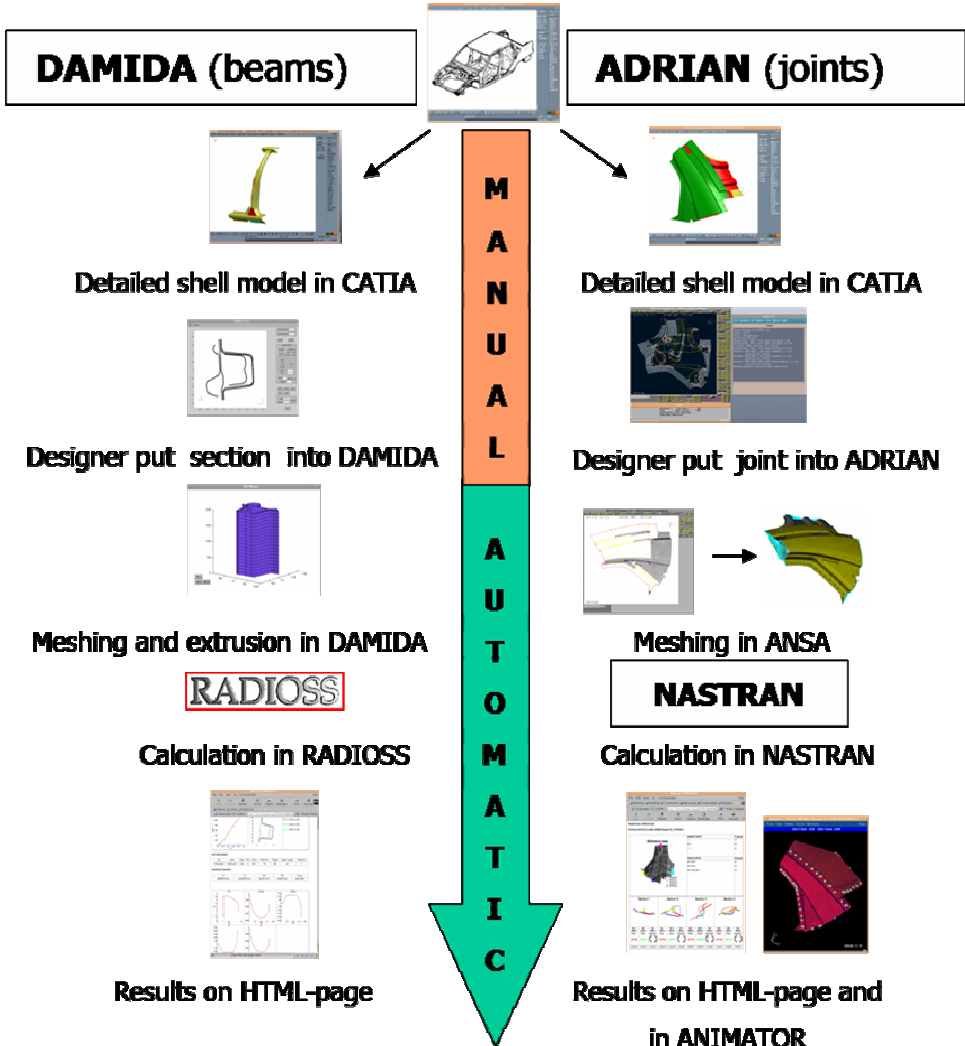 DAMIDA (beams)
ADRIAN (joints)
MANUAL
AUTOMATIC
Detailed shell model in CATIA
Detailed shell model in CATIA
Designer put section into DAMIDA
Designer put joint into ADRIAN
Meshing and extrusion in DAMIDA
Meshing in ANSA
RADIOSS
NASTRAN
Calculation in RADIOSS
Calculation in NASTRAN
Results on HTML-page
Results on HTML-page and
in ANIMATOR